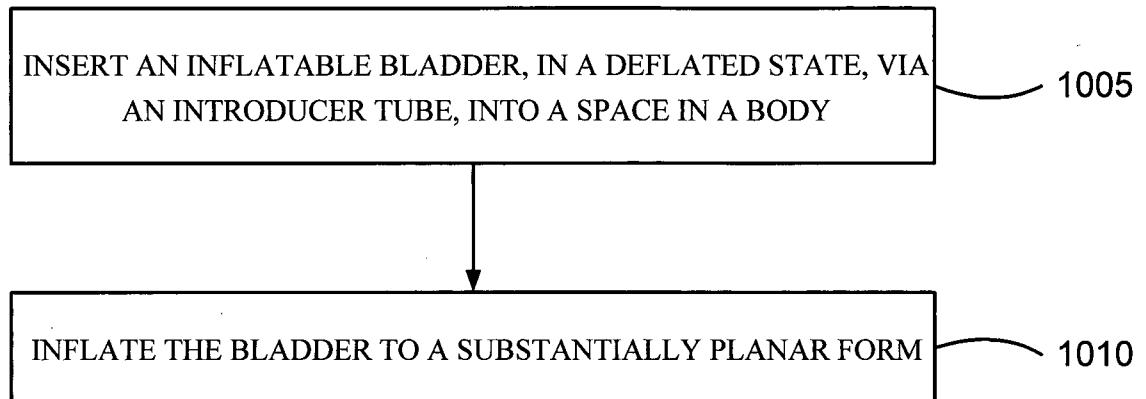 INSERT AN INFLATABLE BLADDER, IN A DEFLATED STATE, VIA
AN INTRODUCER TUBE, INTO A SPACE IN A BODY
1005
INFLATE THE BLADDER TO A SUBSTANTIALLY PLANAR FORM
1010